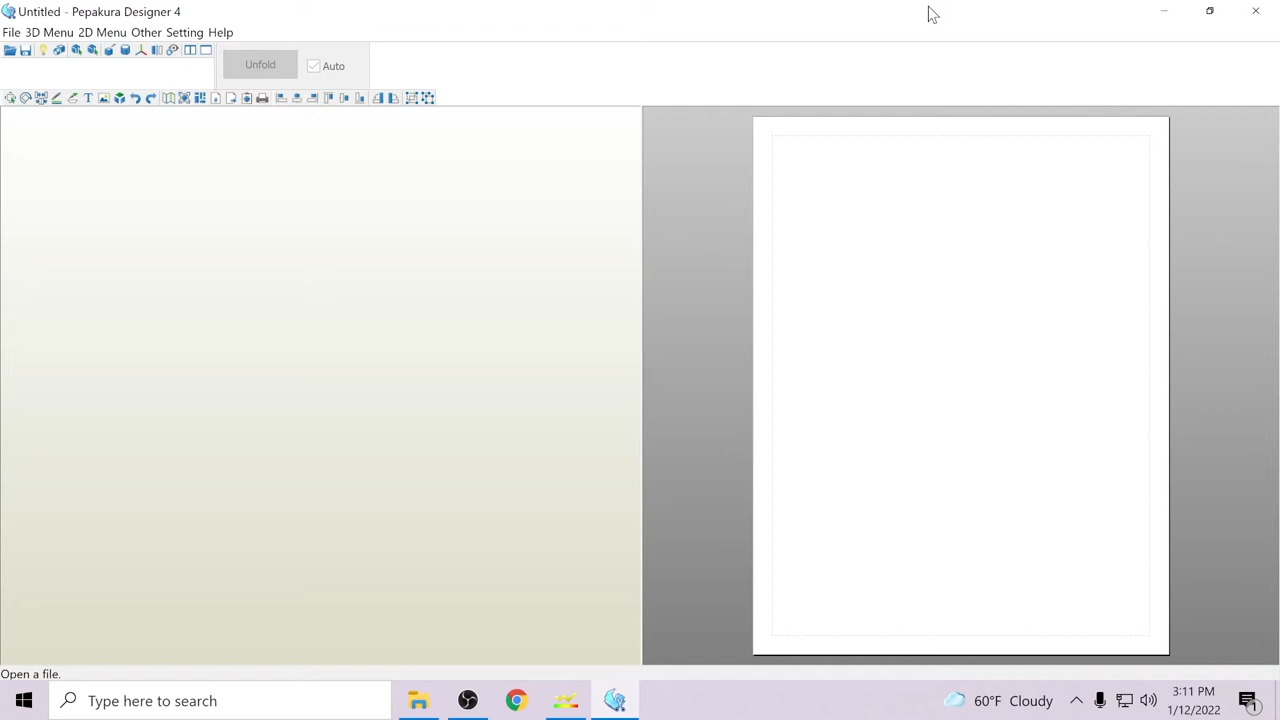 Untitled - Pepakura Designer 4
File 3D Menu 2D Menu Other Setting Help
Unfold
Auto
T
Open a file.
Type here to search
60°F Cloudy
3:11 PM
1/12/2022
1